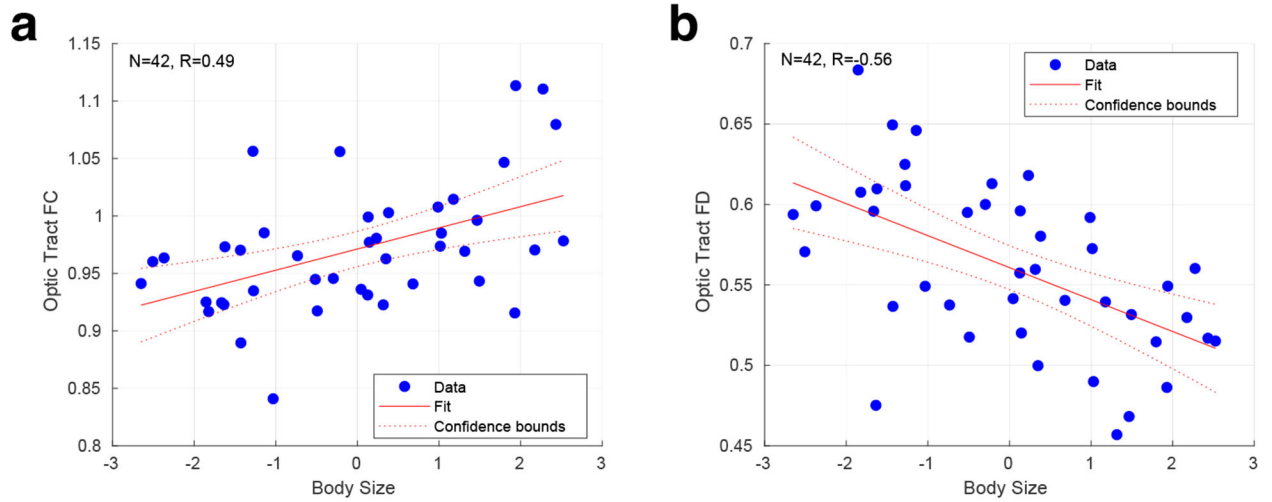 a
N=42, R=0.49
1.15
1.1
1.05
1
0.95
0.9
0.85
0.8
Optic Tract FC
Data
Fit
Confidence bounds
-3 -2 -1 0 1 2 3
Body Size
b
N=42, R=-0.56
0.7
0.65
0.6
0.55
0.5
0.45
Optic Tract FD
Data
Fit
Confidence bounds
-3 -2 -1 0 1 2 3
Body Size